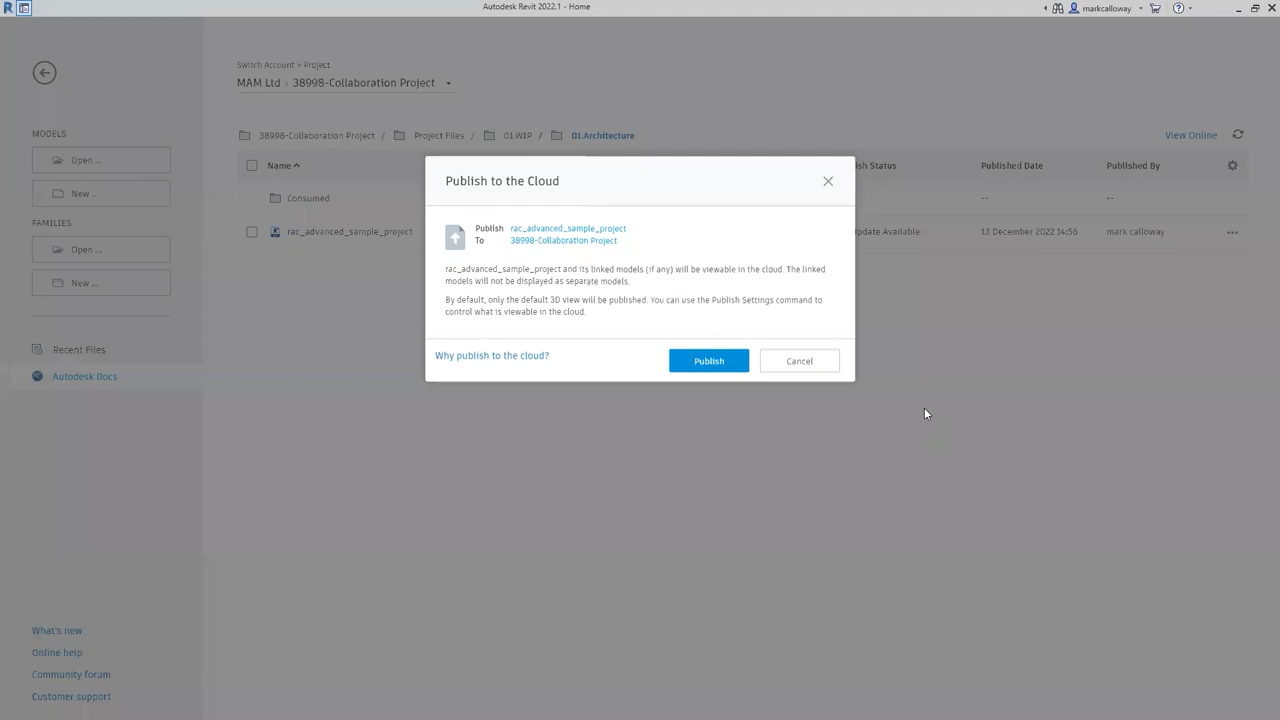 Autodesk Revit 2022.1 - Home
markcalloway
Switch Account > Project
MAM Ltd > 38998-Collaboration Project
MODELS
Open ...
New ..
FAMILIES
Open ...
New ...
Recent Files
Autodesk Docs
What's new
Online help
Community forum
Customer support
38998-Collaboration Project / Project Files / 01.WIP / 01.Architecture
View Online
Name
Status
Published Date
Published By
Consumed
--
--
rac_advanced_sample_project
Available
13 December 2022 14:56
mark.calloway
Publish to the Cloud
Publish rac_advanced_sample_project
To 38998-Collaboration Project
rac_advanced_sample_project and its linked models (if any) will be viewable in the cloud. The linked
models will not be displayed as separate models.
By default, only the default 3D view will be published. You can use the Publish Settings command to
control what is viewable in the cloud.
Why publish to the cloud?
Publish
Cancel